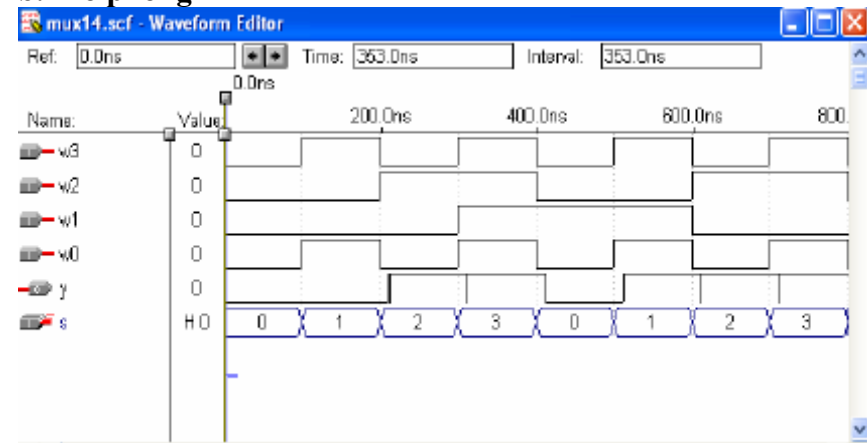 mux14.scf - Waveform Editor
Ref: 0.0ns Time: 353.0ns Interval: 353.0ns
0.0ns
Name: Value: 200.0ns 400.0ns 600.0ns 800.
w3 0
w2 0
w1 0
w0 0
y 0
s H 0 0 1 2 3 0 1 2 3